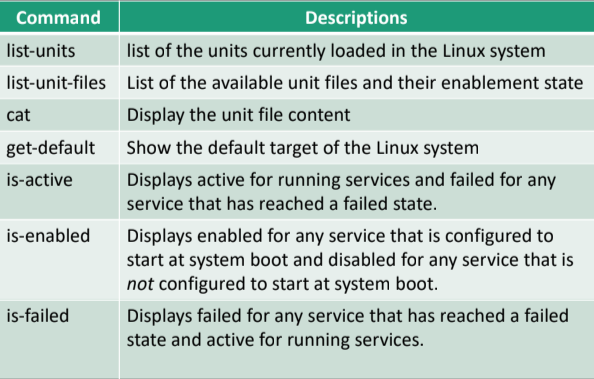 Command Descriptions
list-units list of the units currently loaded in the Linux system
list-unit-files List of the available unit files and their enablement state
cat Display the unit file content
get-default Show the default target of the Linux system
is-active Displays active for running services and failed for any
service that has reached a failed state.
is-enabled Displays enabled for any service that is configured to
start at system boot and disabled for any service that is
not configured to start at system boot.
is-failed Displays failed for any service that has reached a failed
state and active for running services.